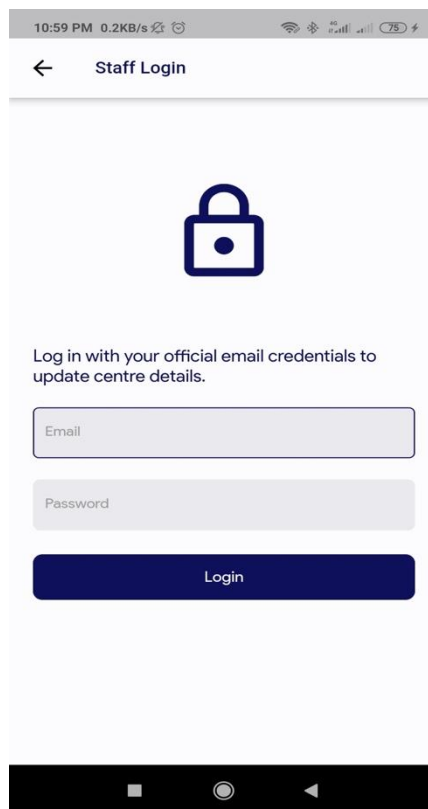 10:59 PM 0.2KB/s
4G 75
Staff Login
Log in with your official email credentials to
update centre details.
Email
Password
Login